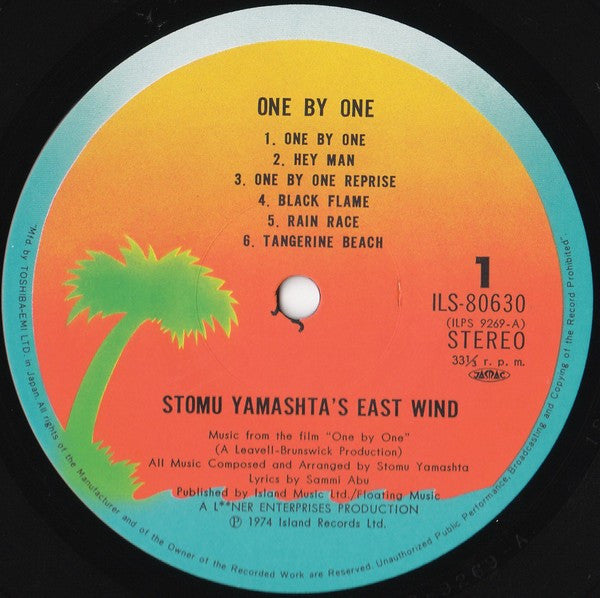 ONE BY ONE
1. ONE BY ONE
2. HEY MAN
3. ONE BY ONE REPRISE
4. BLACK FLAME
5. RAIN RACE
6. TANGERINE BEACH
1
ILS-80630
(ILPS 9269-A)
STEREO
33⅓ r. p. m.
JASRAC
STOMU YAMASHTA'S EAST WIND
Music from the film "One by One"
(A Leavell-Brunswick Production)
All Music Composed and Arranged by Stomu Yamashta
Lyrics by Sammi Abu
Published by Island Music Ltd./Floating Music
A L**NER ENTERPRISES PRODUCTION
Ⓟ 1974 Island Records Ltd.
"Mfd. by TOSHIBA-EMI LTD. in Japan. All rights of the Manufacturer and of the Owner of the Recorded Work are Reserved. Unauthorized Public Performance, Broadcasting and Copying of the Record Prohibited"